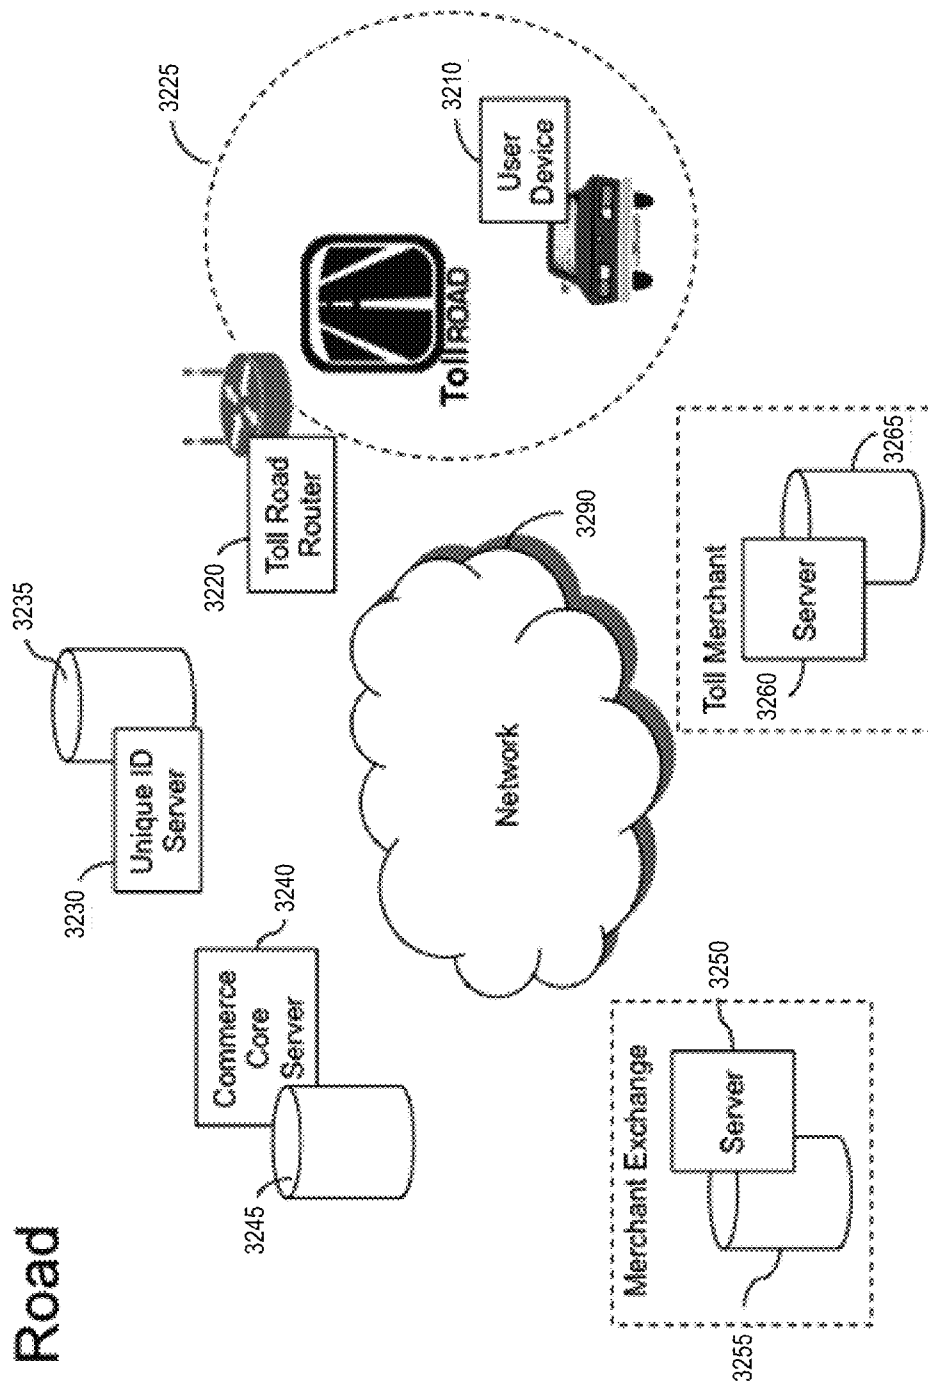 Road
3235
3230
Unique ID
Server
3240
Commerce
Core
Server
3245
3220
Toll Road
Router
3225
TollROAD
3210
User
Device
3290
Network
Merchant Exchange
3250
Server
3255
Toll Merchant
3260
Server
3265